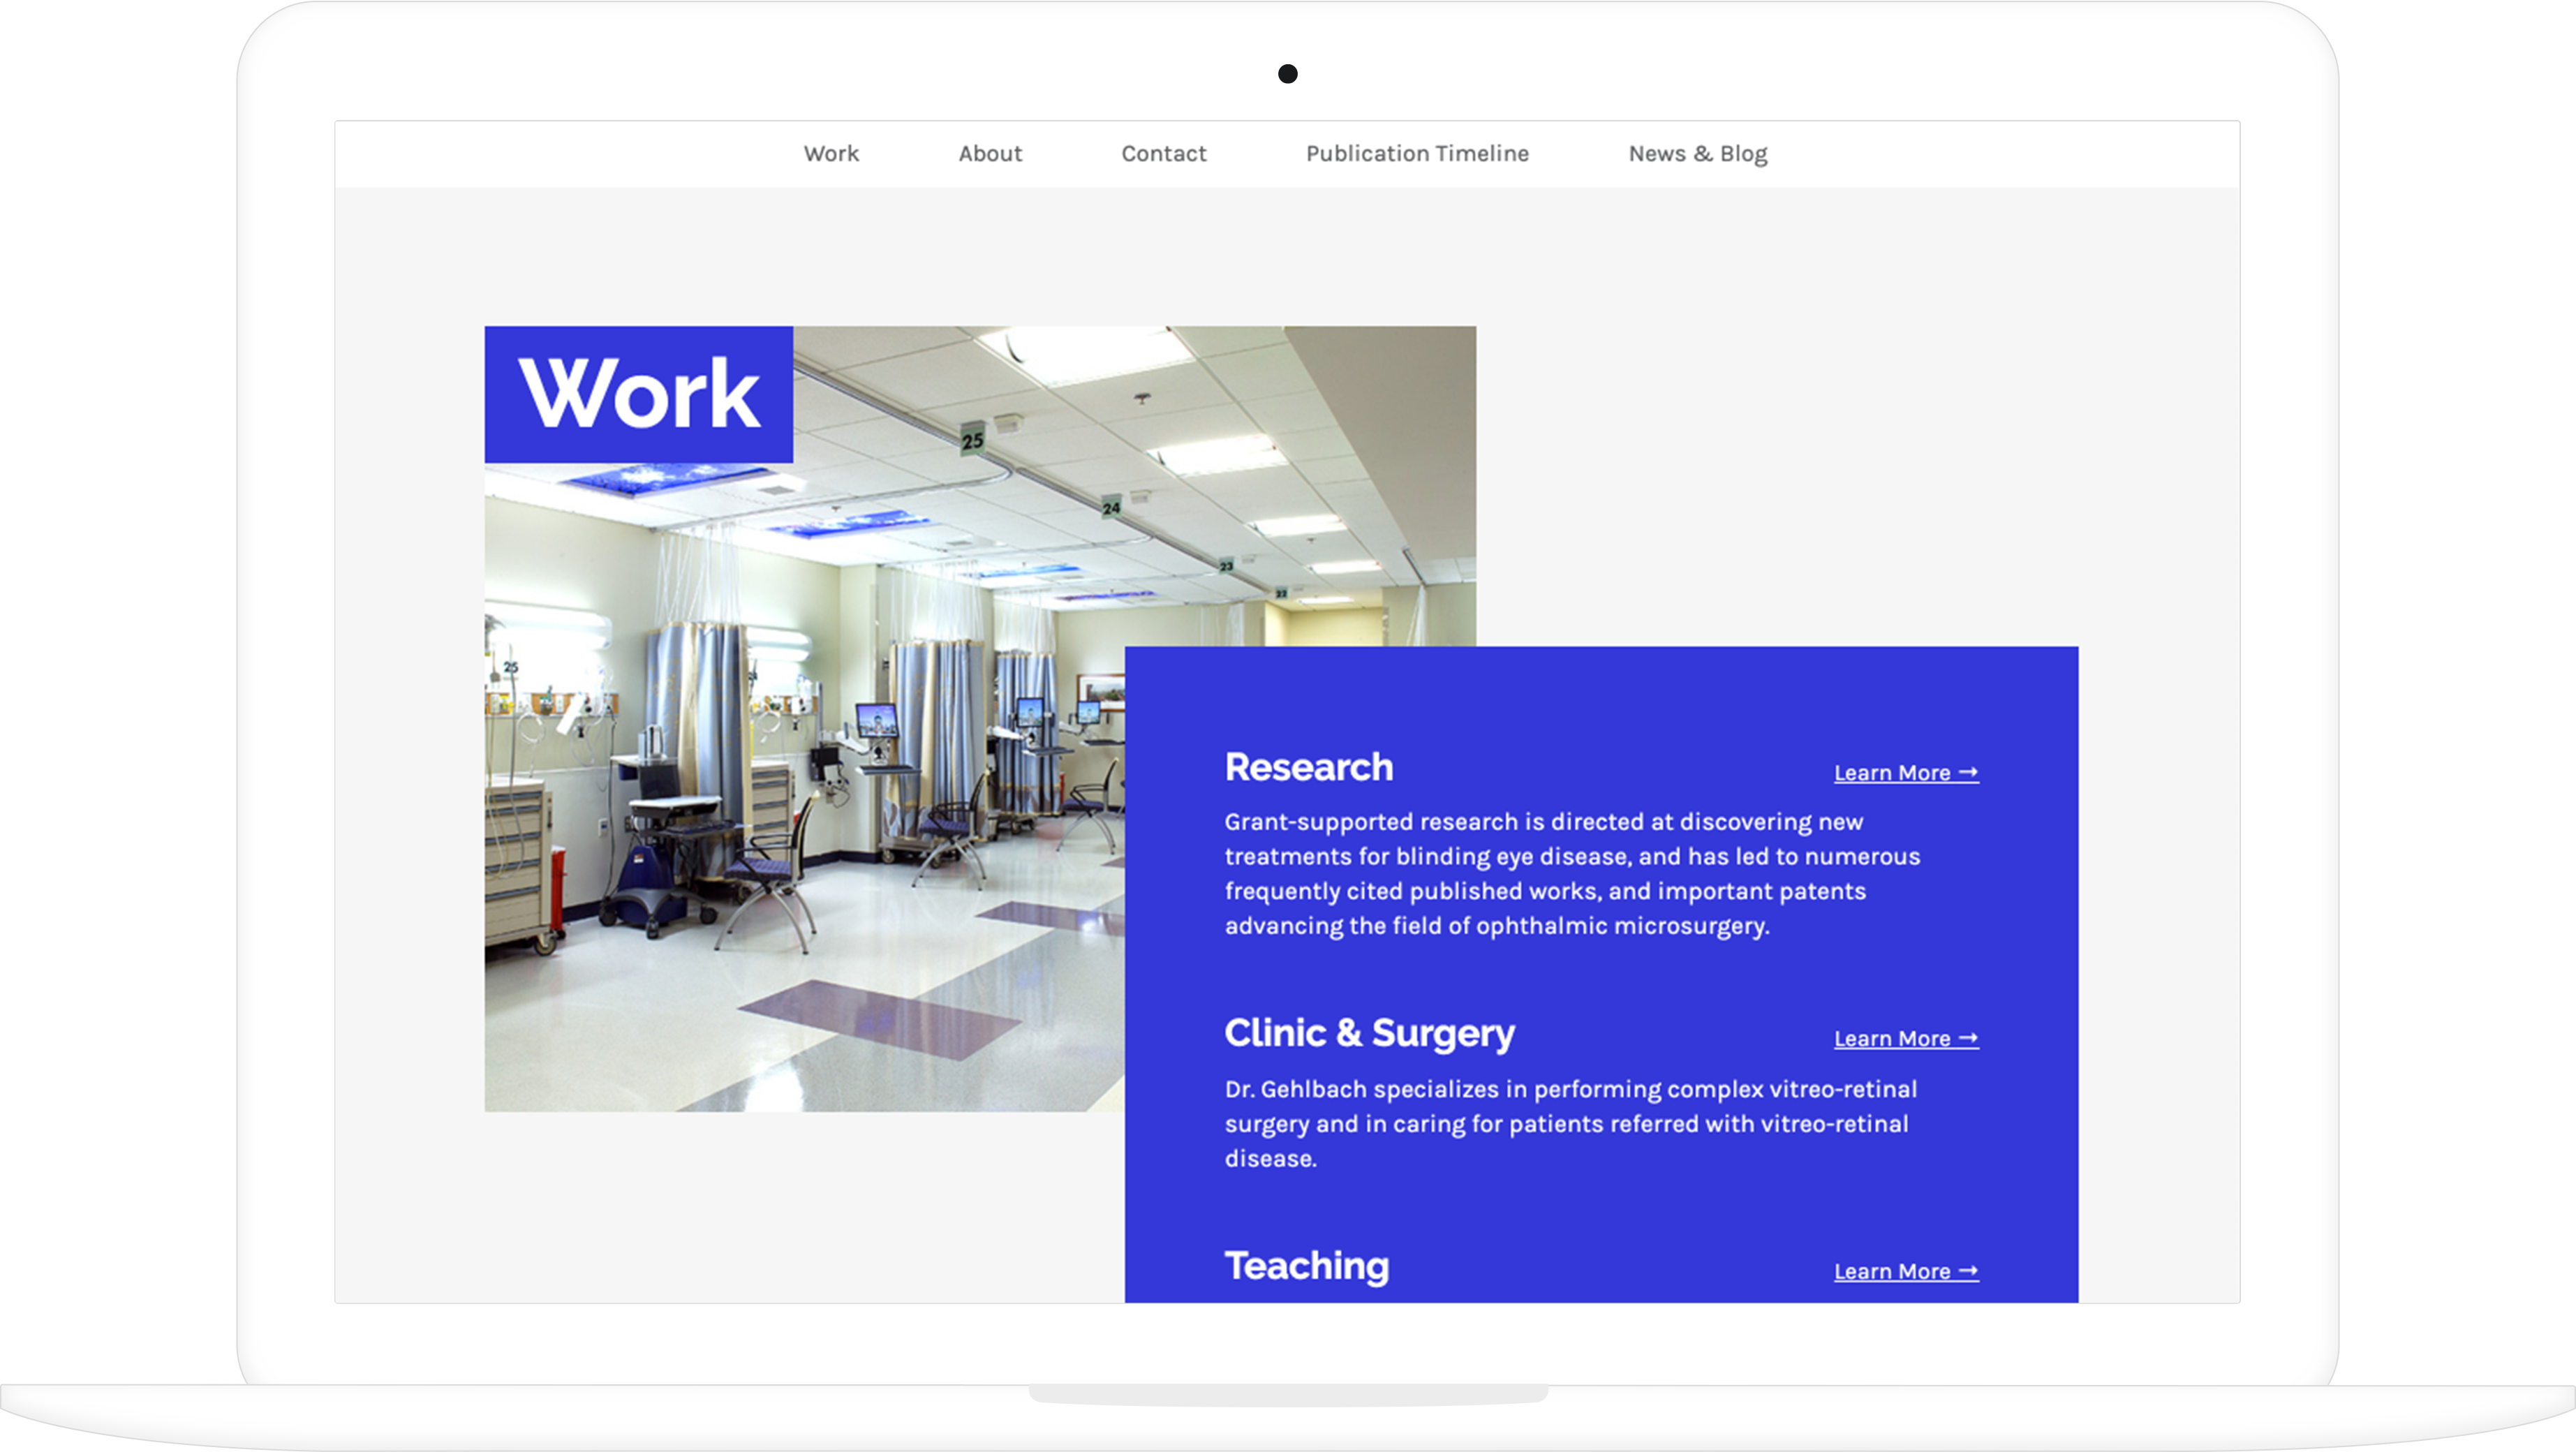 Work About Contact Publication Timeline News & Blog
Work
25
24
23
22
25
Research Learn More →
Grant-supported research is directed at discovering new
treatments for blinding eye disease, and has led to numerous
frequently cited published works, and important patents
advancing the field of ophthalmic microsurgery.
Clinic & Surgery Learn More →
Dr. Gehlbach specializes in performing complex vitreo-retinal
surgery and in caring for patients referred with vitreo-retinal
disease.
Teaching Learn More →